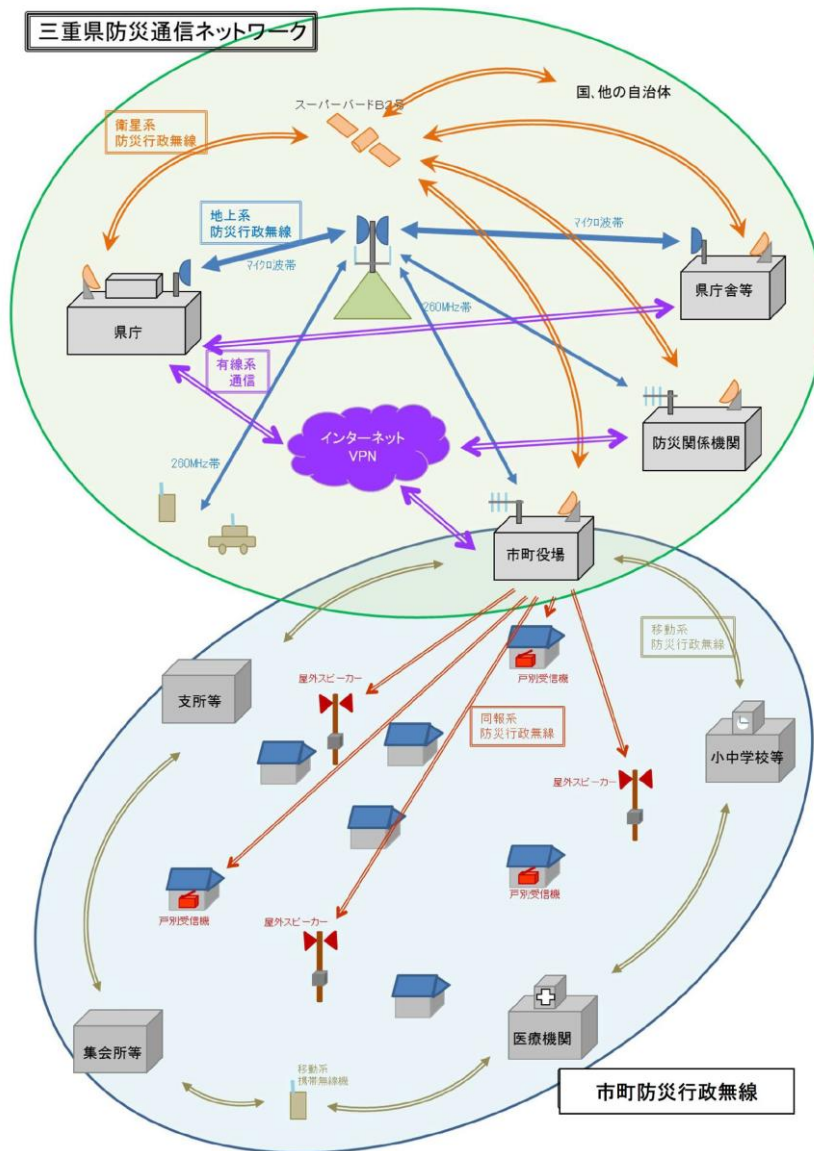 三重県防災通信ネットワーク
スーパーバードB2号
国、他の自治体
衛星系
防災行政無線
地上系
防災行政無線
マイクロ波帯
マイクロ波帯
県庁
県庁舎等
260MHz帯
有線系
通信
インターネット
VPN
防災関係機関
260MHz帯
市町役場
移動系
防災行政無線
戸別受信機
支所等
屋外スピーカー
同報系
防災行政無線
小中学校等
屋外スピーカー
戸別受信機
戸別受信機
屋外スピーカー
集会所等
医療機関
移動系
携帯無線機
市町防災行政無線